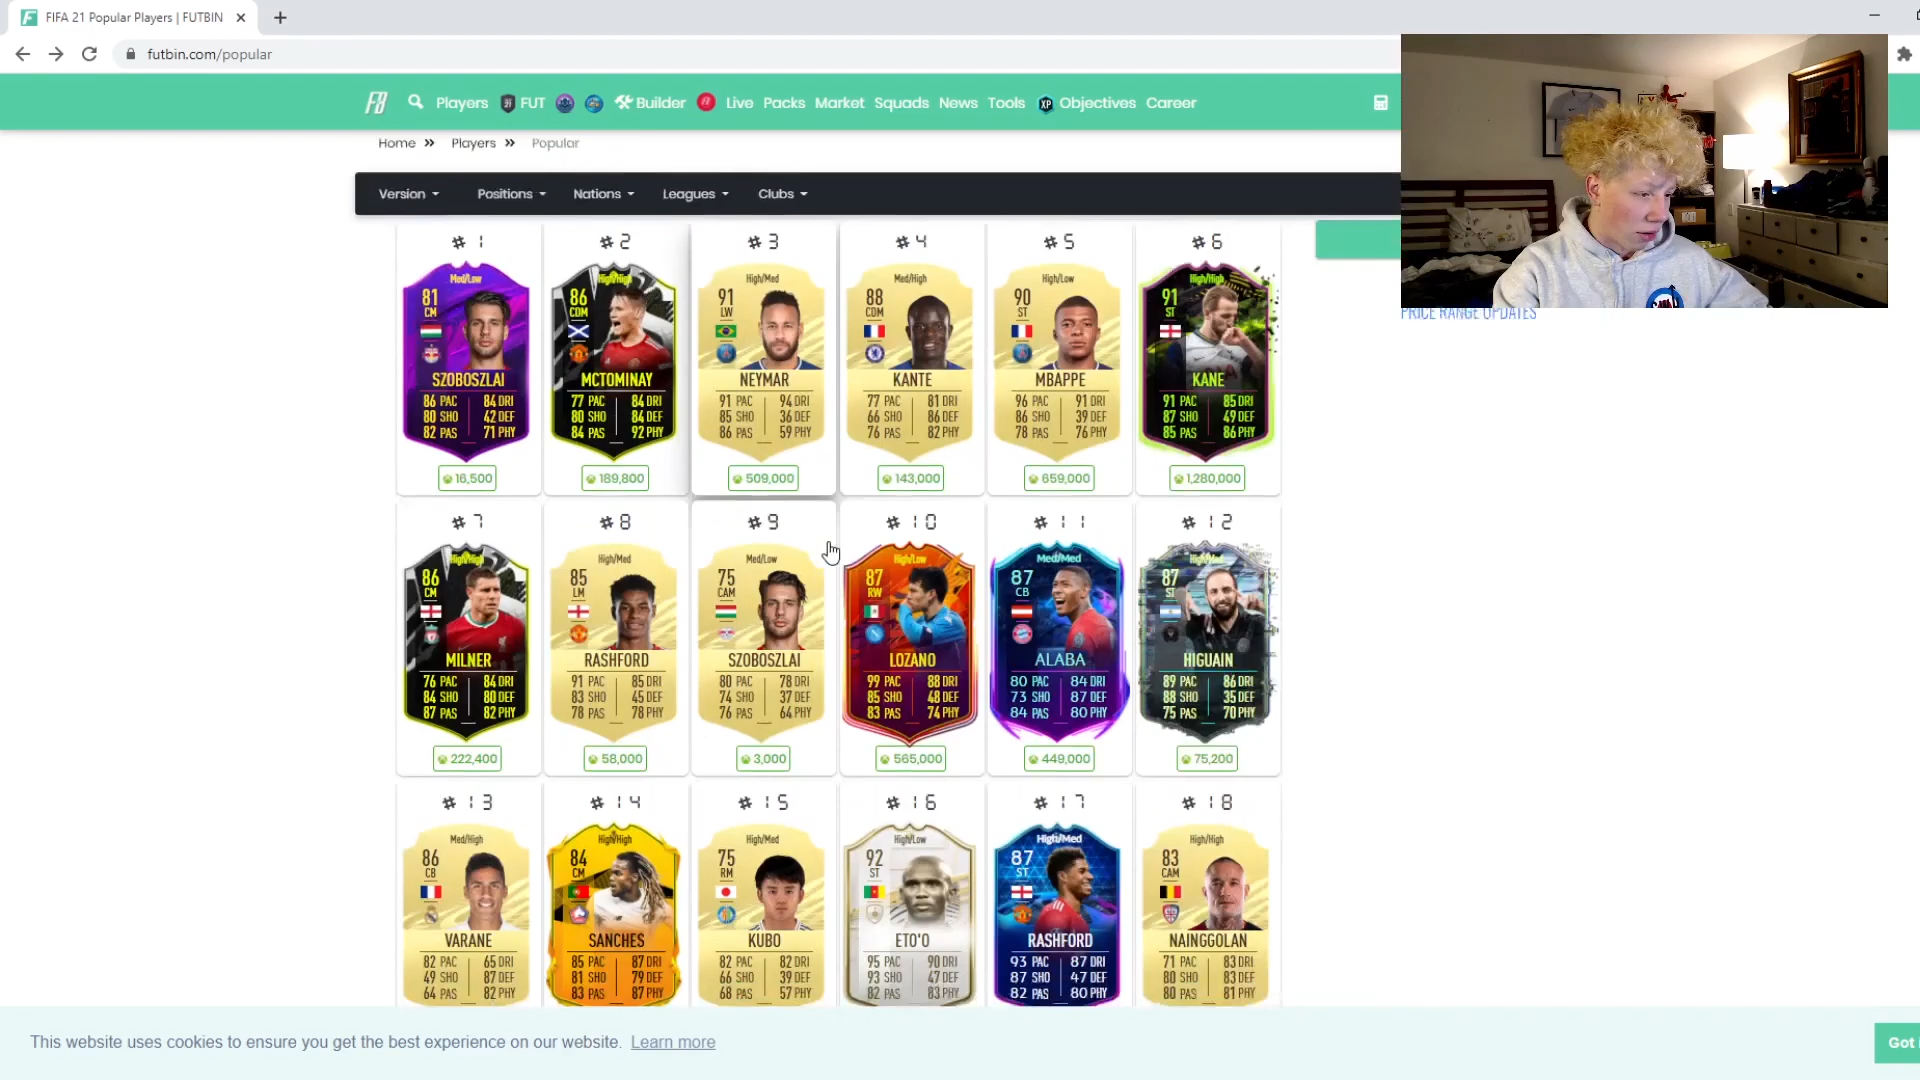 FIFA 21 Popular Players | FUTBIN
futbin.com/popular
Players FUT Builder Live Packs Market Squads News Tools XP Objectives Career
Home » Players » Popular
Version Positions Nations Leagues Clubs
PRICE RANGE UPDATES
# 1 # 2 # 3 # 4 # 5 # 6
Med/Low High/High High/Med Med/High High/Low High/High
81 86 91 88 90 91
CM CDM LW CDM ST ST
SZOBOSZLAI MCTOMINAY NEYMAR KANTE MBAPPE KANE
86 PAC 84 DRI 77 PAC 84 DRI 91 PAC 94 DRI 77 PAC 81 DRI 96 PAC 91 DRI 91 PAC 85 DRI
80 SHO 42 DEF 80 SHO 84 DEF 85 SHO 36 DEF 66 SHO 86 DEF 86 SHO 39 DEF 87 SHO 49 DEF
82 PAS 71 PHY 84 PAS 92 PHY 86 PAS 59 PHY 76 PAS 82 PHY 78 PAS 76 PHY 85 PAS 86 PHY
16,500 189,800 509,000 143,000 659,000 1,280,000
# 7 # 8 # 9 # 10 # 11 # 12
High/High High/Med Med/Low High/Low Med/Med High/Med
86 85 75 87 87 87
CM LM CAM RW CB ST
MILNER RASHFORD SZOBOSZLAI LOZANO ALABA HIGUAIN
76 PAC 84 DRI 91 PAC 85 DRI 80 PAC 78 DRI 99 PAC 88 DRI 80 PAC 84 DRI 89 PAC 86 DRI
84 SHO 80 DEF 83 SHO 45 DEF 74 SHO 37 DEF 85 SHO 48 DEF 73 SHO 87 DEF 88 SHO 35 DEF
87 PAS 82 PHY 78 PAS 78 PHY 76 PAS 64 PHY 83 PAS 74 PHY 84 PAS 80 PHY 75 PAS 70 PHY
222,400 58,000 3,000 565,000 449,000 75,200
# 13 # 14 # 15 # 16 # 17 # 18
Med/High High/High High/Med High/Low High/Med High/High
86 84 75 92 87 83
CB CM RM ST ST CAM
VARANE SANCHES KUBO ETO'O RASHFORD NAINGGOLAN
82 PAC 65 DRI 85 PAC 87 DRI 82 PAC 82 DRI 95 PAC 90 DRI 93 PAC 87 DRI 71 PAC 83 DRI
49 SHO 87 DEF 81 SHO 79 DEF 66 SHO 39 DEF 93 SHO 47 DEF 87 SHO 47 DEF 80 SHO 83 DEF
64 PAS 82 PHY 83 PAS 87 PHY 68 PAS 57 PHY 82 PAS 83 PHY 82 PAS 80 PHY 80 PAS 81 PHY
This website uses cookies to ensure you get the best experience on our website. Learn more
Got